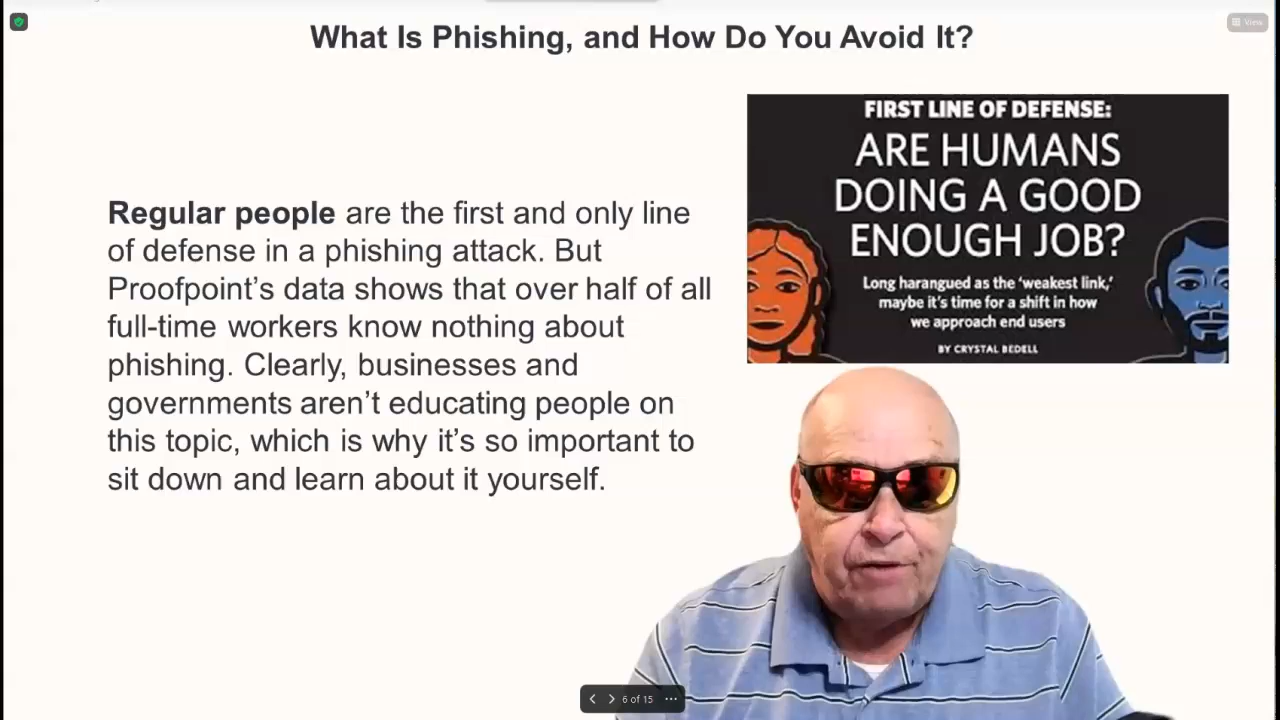 What Is Phishing, and How Do You Avoid It?
View
FIRST LINE OF DEFENSE:
ARE HUMANS
DOING A GOOD
ENOUGH JOB?
Long harangued as the 'weakest link,'
maybe it's time for a shift in how
we approach end users
BY CRYSTAL BEDELL
Regular people are the first and only line
of defense in a phishing attack. But
Proofpoint's data shows that over half of all
full-time workers know nothing about
phishing. Clearly, businesses and
governments aren't educating people on
this topic, which is why it's so important to
sit down and learn about it yourself.
6 of 15